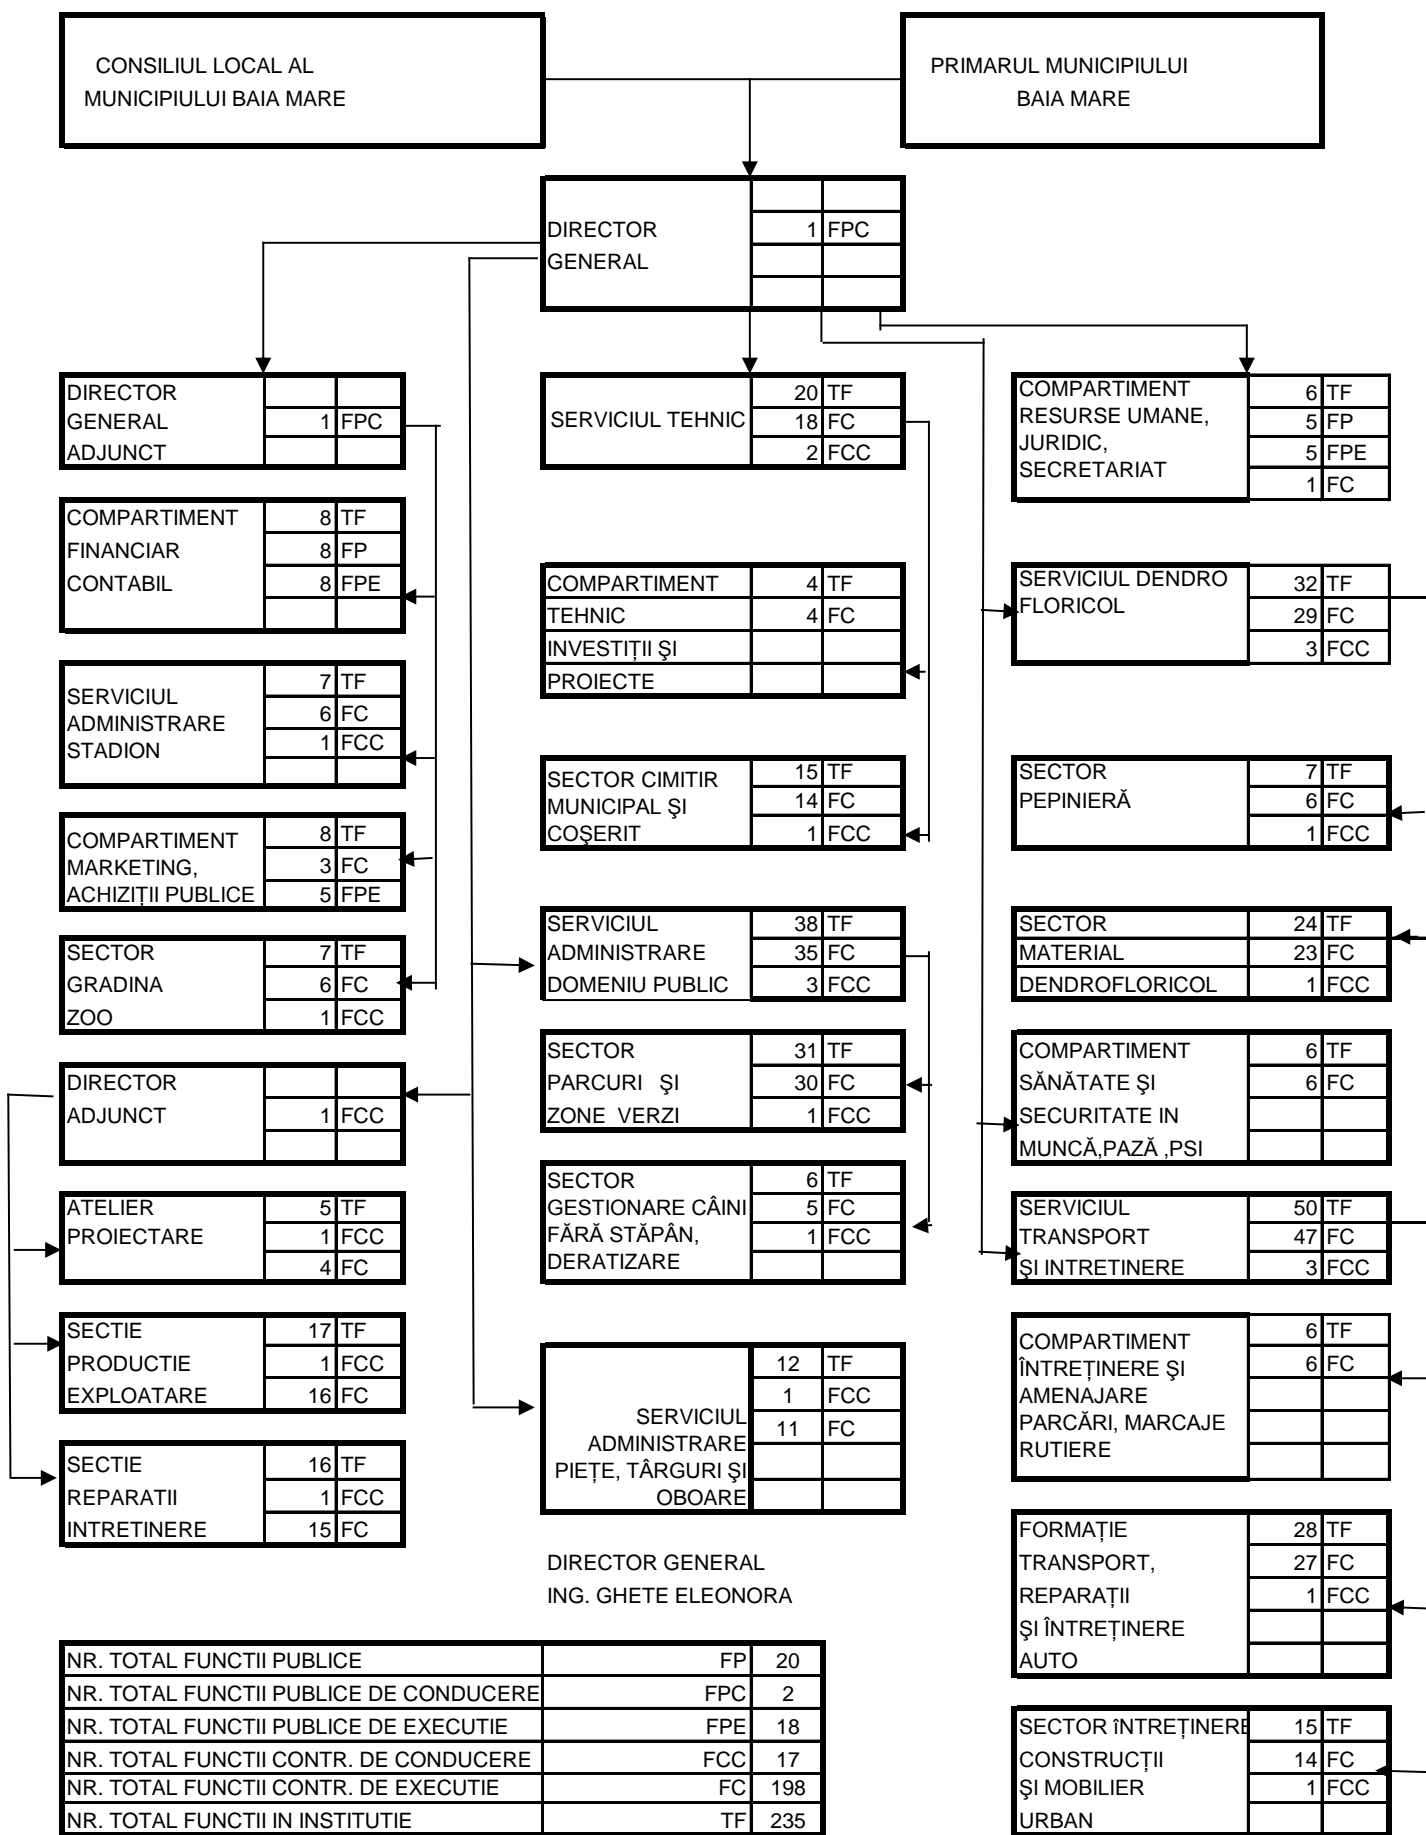 CONSILIUL LOCAL AL
MUNICIPIULUI BAIA MARE
PRIMARUL MUNICIPIULUI
BAIA MARE
DIRECTOR 1 FPC
GENERAL
DIRECTOR
GENERAL 1 FPC
ADJUNCT
COMPARTIMENT 8 TF
FINANCIAR 8 FP
CONTABIL 8 FPE
SERVICIUL
ADMINISTRARE
STADION
7 TF
6 FC
1 FCC
COMPARTIMENT
MARKETING,
ACHIZIȚII PUBLICE
8 TF
3 FC
5 FPE
SECTOR 7 TF
GRADINA 6 FC
ZOO 1 FCC
DIRECTOR
ADJUNCT 1 FCC
ATELIER 5 TF
PROIECTARE 1 FCC
4 FC
SECTIE 17 TF
PRODUCTIE 1 FCC
EXPLOATARE 16 FC
SECTIE 16 TF
REPARATII 1 FCC
INTRETINERE 15 FC
SERVICIUL TEHNIC
20 TF
18 FC
2 FCC
COMPARTIMENT 4 TF
TEHNIC 4 FC
INVESTIȚII ŞI
PROIECTE
SECTOR CIMITIR
MUNICIPAL ŞI
COŞERIT
15 TF
14 FC
1 FCC
SERVICIUL 38 TF
ADMINISTRARE 35 FC
DOMENIU PUBLIC 3 FCC
SECTOR 31 TF
PARCURI ŞI 30 FC
ZONE VERZI 1 FCC
SECTOR 6 TF
GESTIONARE CÂINI 5 FC
FĂRĂ STĂPÂN, 1 FCC
DERATIZARE
SERVICIUL
ADMINISTRARE
PIEȚE, TÂRGURI ŞI
OBOARE
12 TF
1 FCC
11 FC
COMPARTIMENT 6 TF
RESURSE UMANE, 5 FP
JURIDIC, 5 FPE
SECRETARIAT 1 FC
SERVICIUL DENDRO 32 TF
FLORICOL 29 FC
3 FCC
SECTOR 7 TF
PEPINIERĂ 6 FC
1 FCC
SECTOR 24 TF
MATERIAL 23 FC
DENDROFLORICOL 1 FCC
COMPARTIMENT 6 TF
SĂNĂTATE ŞI 6 FC
SECURITATE IN
MUNCĂ,PAZĂ ,PSI
SERVICIUL 50 TF
TRANSPORT 47 FC
ŞI INTRETINERE 3 FCC
COMPARTIMENT
ÎNTREȚINERE ŞI
AMENAJARE
PARCĂRI, MARCAJE
RUTIERE
6 TF
6 FC
FORMAȚIE 28 TF
TRANSPORT, 27 FC
REPARAȚII 1 FCC
ŞI ÎNTREȚINERE
AUTO
SECTOR ÎNTREȚINERE 15 TF
CONSTRUCȚII 14 FC
ŞI MOBILIER 1 FCC
URBAN
DIRECTOR GENERAL
ING. GHETE ELEONORA
NR. TOTAL FUNCTII PUBLICE FP 20
NR. TOTAL FUNCTII PUBLICE DE CONDUCERE FPC 2
NR. TOTAL FUNCTII PUBLICE DE EXECUTIE FPE 18
NR. TOTAL FUNCTII CONTR. DE CONDUCERE FCC 17
NR. TOTAL FUNCTII CONTR. DE EXECUTIE FC 198
NR. TOTAL FUNCTII IN INSTITUTIE TF 235